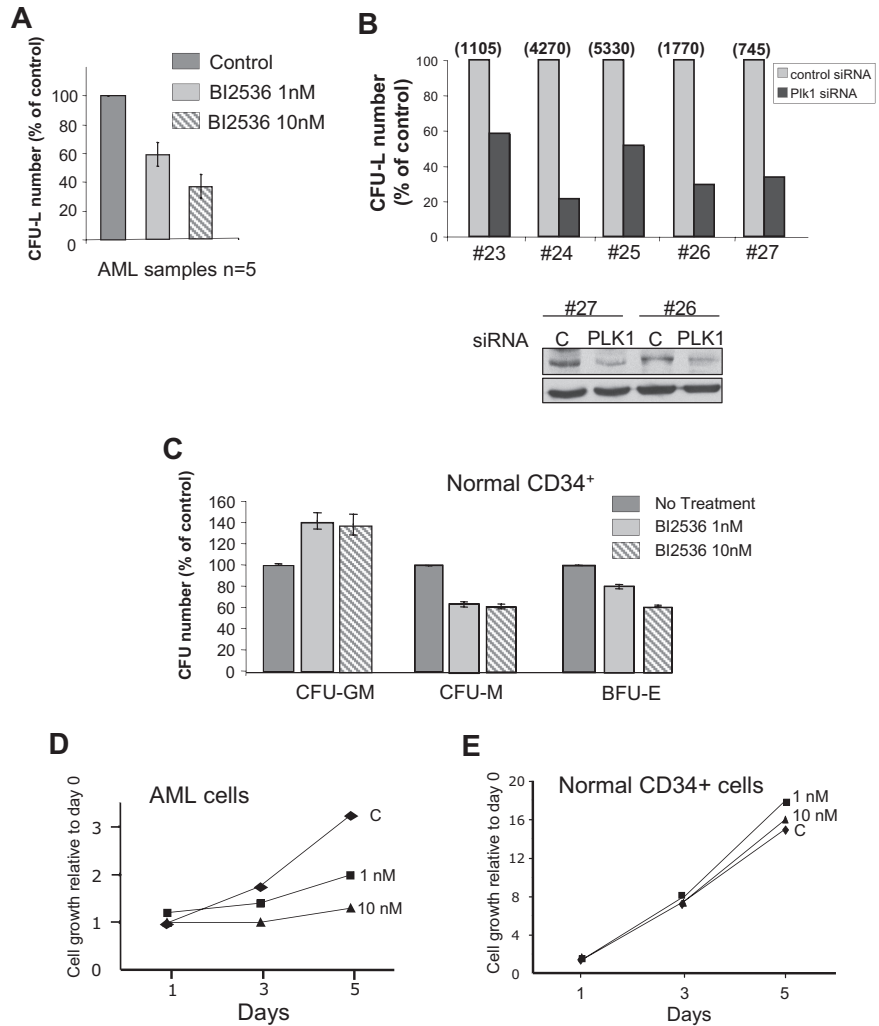 A
CFU-L number (% of control)
100
80
60
40
20
0
Control
BI2536 1nM
BI2536 10nM
AML samples n=5
B
CFU-L number
(% of control)
100
80
60
40
20
0
(1105) (4270) (5330) (1770) (745)
control siRNA
Plk1 siRNA
#23 #24 #25 #26 #27
#27 #26
siRNA C PLK1 C PLK1
C
CFU number (% of control)
160
140
120
100
80
60
40
20
0
Normal CD34+
No Treatment
BI2536 1nM
BI2536 10nM
CFU-GM CFU-M BFU-E
D
Cell growth relative to day 0
AML cells
3
2
1
0
C
1 nM
10 nM
1 3 5
Days
E
Cell growth relative to day 0
Normal CD34+ cells
20
16
12
8
4
0
1 nM
10 nM
C
1 3 5
Days